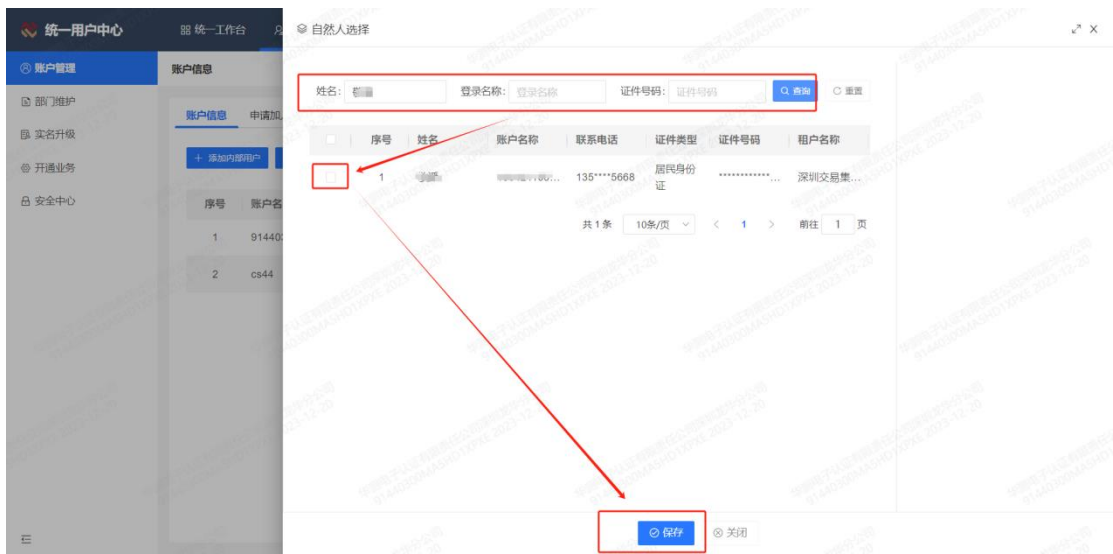 统一用户中心 统一工作台
自然人选择
账户管理
账户信息
部门维护
实名升级
开通业务
安全中心
账户信息 申请加
+ 添加内部用户
序号 账户名
1 91440
2 cs44
姓名: 登录名称: 登录名称 证件号码: 证件号码 查询 重置
序号 姓名 账户名称 联系电话 证件类型 证件号码 租户名称
1 135****5668 居民身份证 ************... 深圳交易集...
共 1 条 10条/页 < 1 > 前往 1 页
保存 关闭